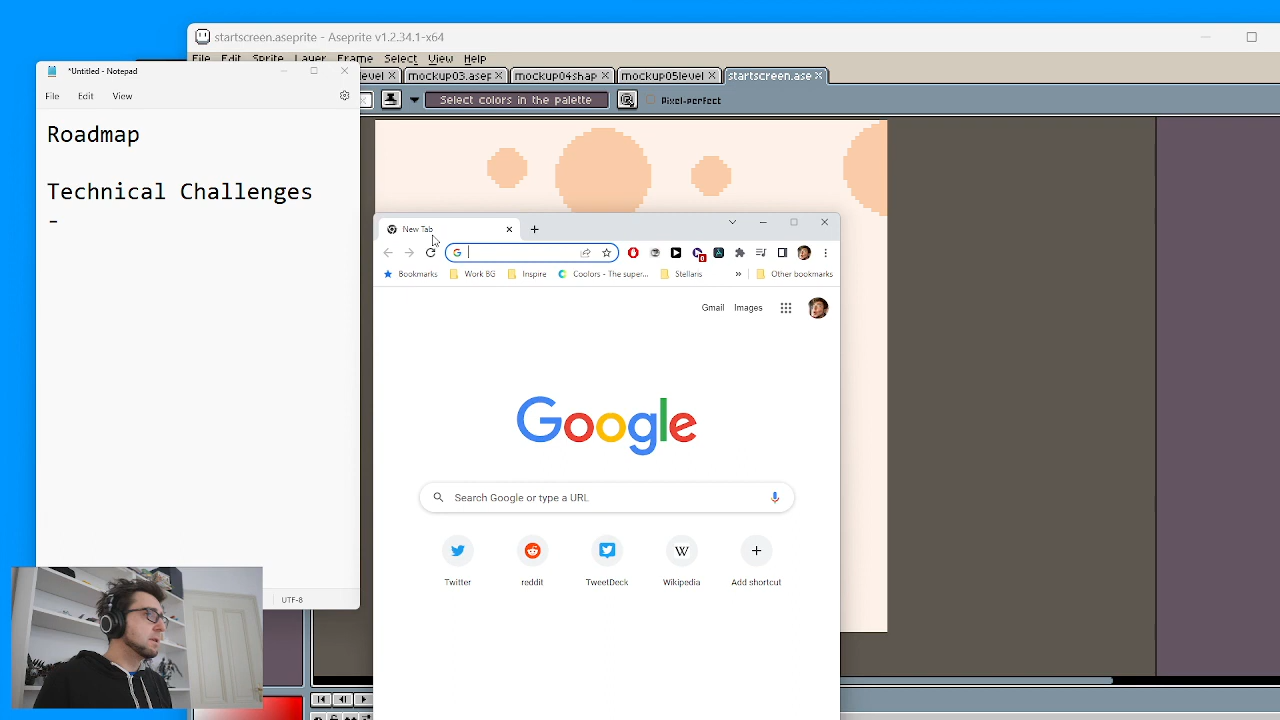 startscreen.aseprite - Aseprite v1.2.34.1-x64
File Edit Sprite Layer Frame Select View Help
*Untitled - Notepad
level
mockup03.asep
mockup04shap
mockup05level
startscreen.ase
File Edit View
Select colors in the palette
Pixel-perfect
Roadmap
Technical Challenges
-
New Tab
G
Bookmarks
Work BG
Inspire
Coolors - The super...
Stellaris
»
Other bookmarks
Gmail Images
Google
Search Google or type a URL
W
Twitter
reddit
TweetDeck
Wikipedia
Add shortcut
UTF-8